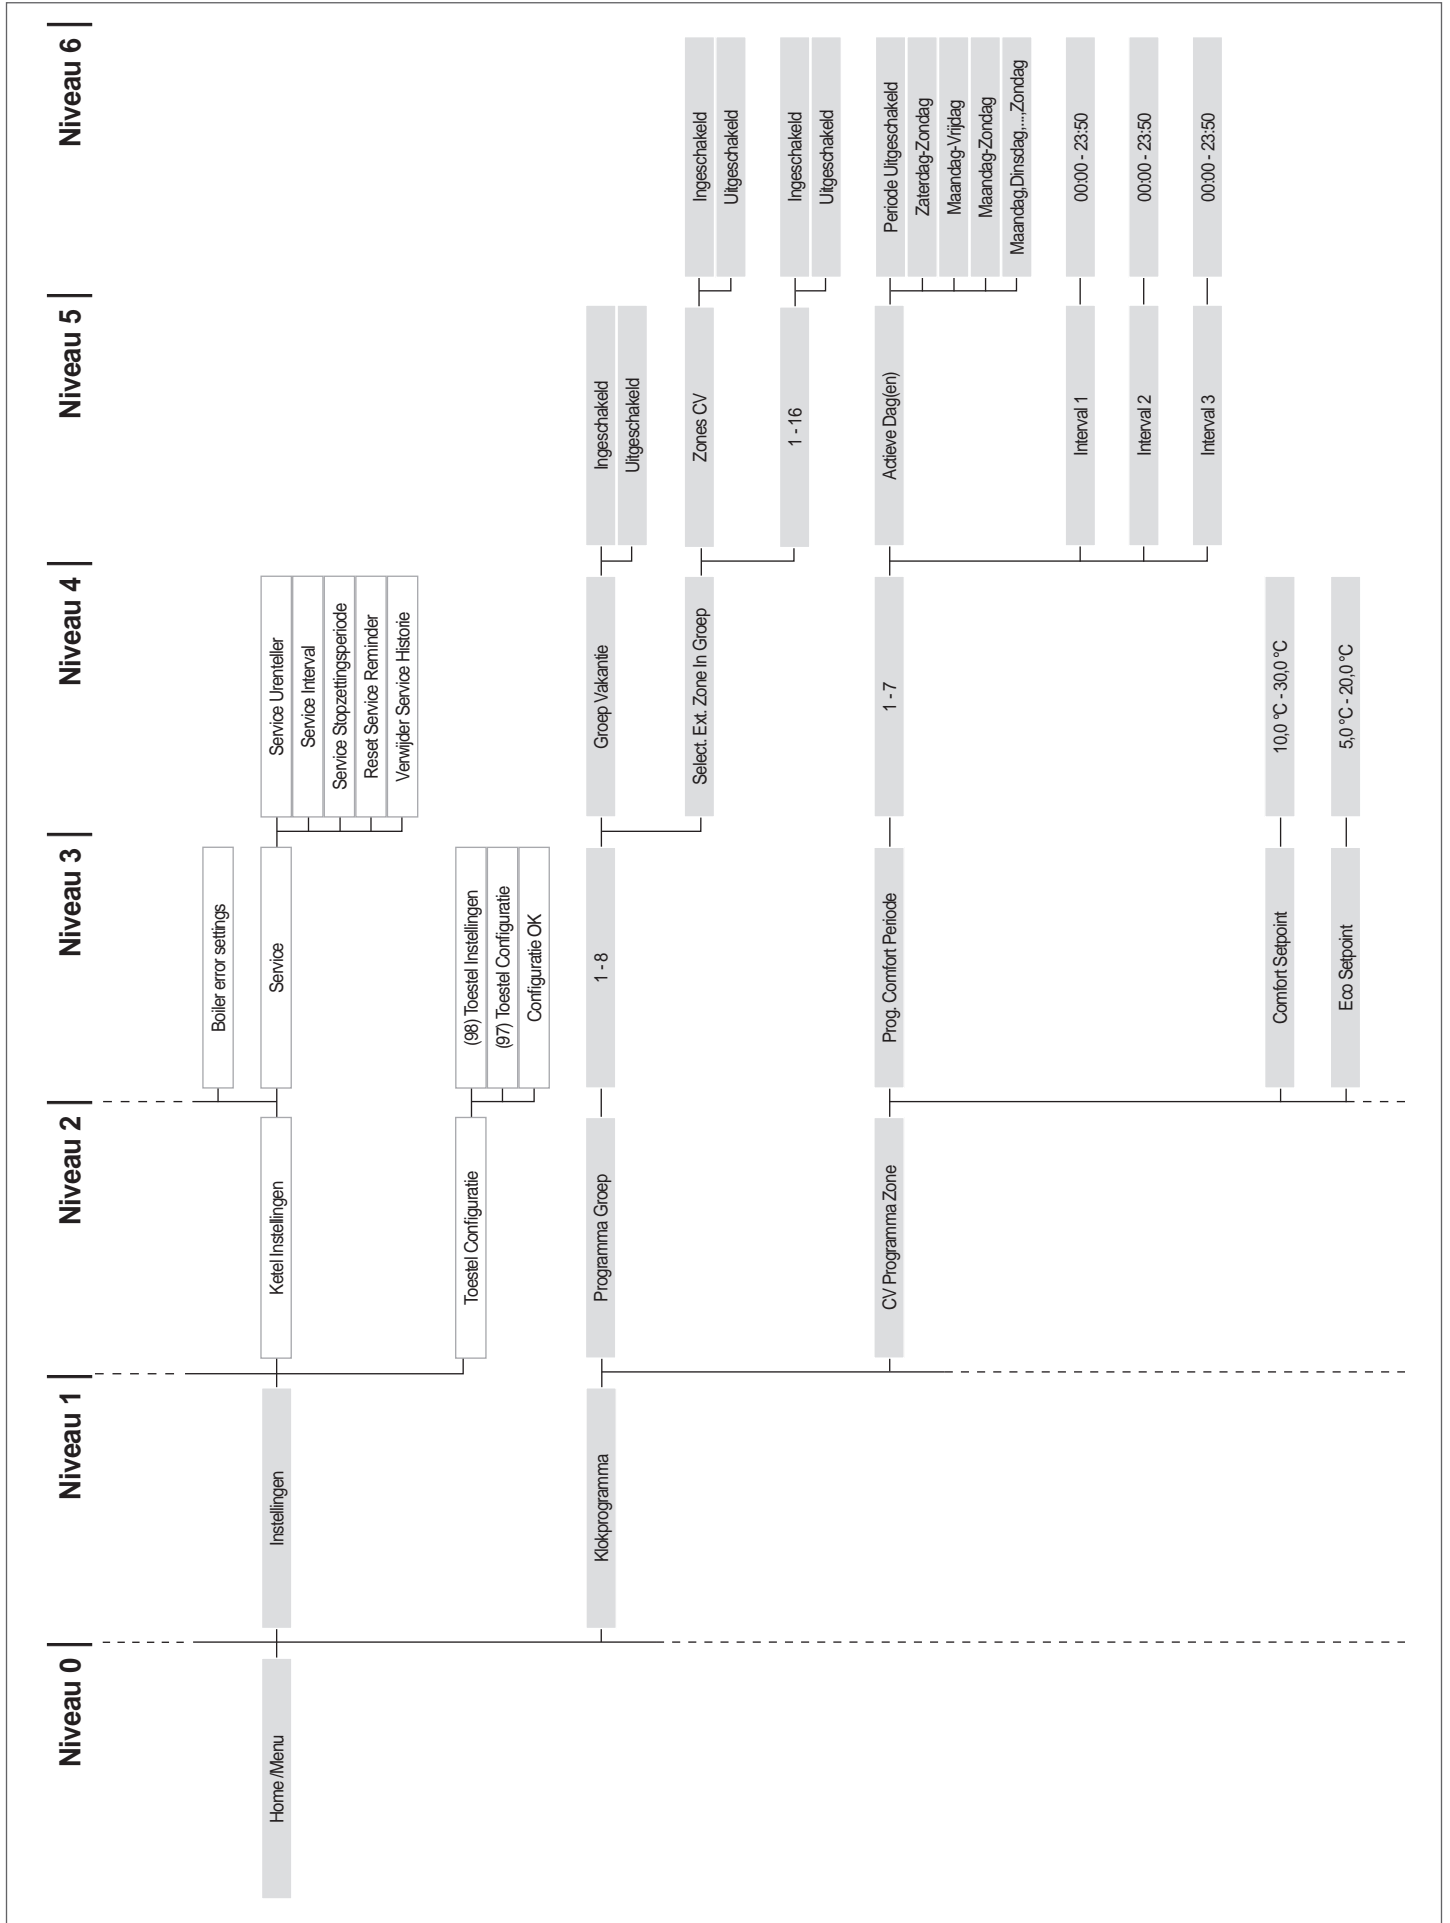 Niveau 0
Niveau 1
Niveau 2
Niveau 3
Niveau 4
Niveau 5
Niveau 6
Boiler error settings
Home /Menu
Instellingen
Ketel Instellingen
Service
Service Urenteller
Service Interval
Service Stopzettingsperiode
Reset Service Reminder
Verwijder Service Historie
Toestel Configuratie
(98) Toestel Instellingen
(97) Toestel Configuratie
Configuratie OK
Klokprogramma
Programma Groep
1 - 8
Groep Vakantie
Ingeschakeld
Uitgeschakeld
Select. Ext. Zone In Groep
Zones CV
Ingeschakeld
Uitgeschakeld
1 - 16
Ingeschakeld
Uitgeschakeld
CV Programma Zone
Prog. Comfort Periode
1 - 7
Actieve Dag(en)
Periode Uitgeschakeld
Zaterdag-Zondag
Maandag-Vrijdag
Maandag-Zondag
Maandag,Dinsdag,...,Zondag
Interval 1
00:00 - 23:50
Interval 2
00:00 - 23:50
Interval 3
00:00 - 23:50
Comfort Setpoint
10,0 °C - 30,0 °C
Eco Setpoint
5,0 °C - 20,0 °C